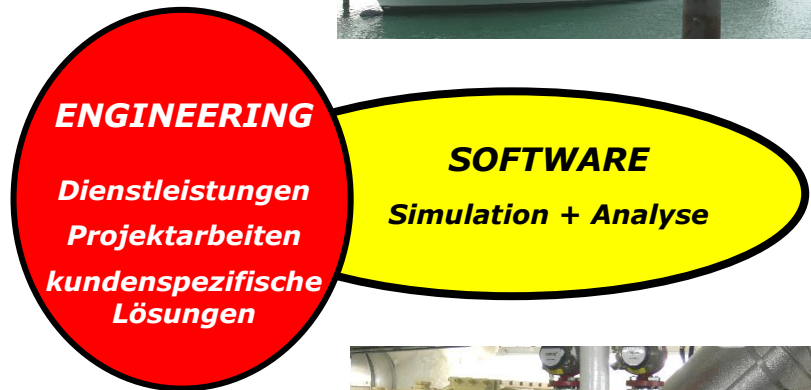 ENGINEERING
Dienstleistungen
Projektarbeiten
kundenspezifische
Lösungen
SOFTWARE
Simulation + Analyse